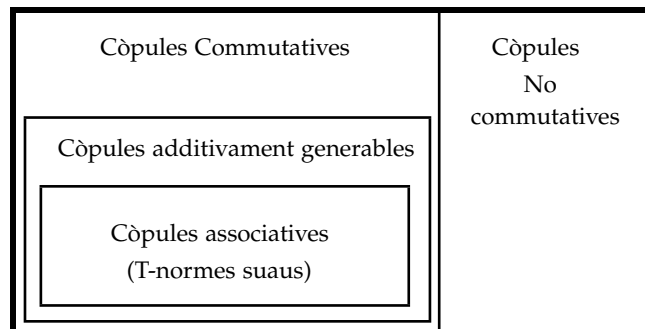 Còpules Commutatives
Còpules additivament generables
Còpules associatives
(T-normes suaus)
Còpules
No
commutatives